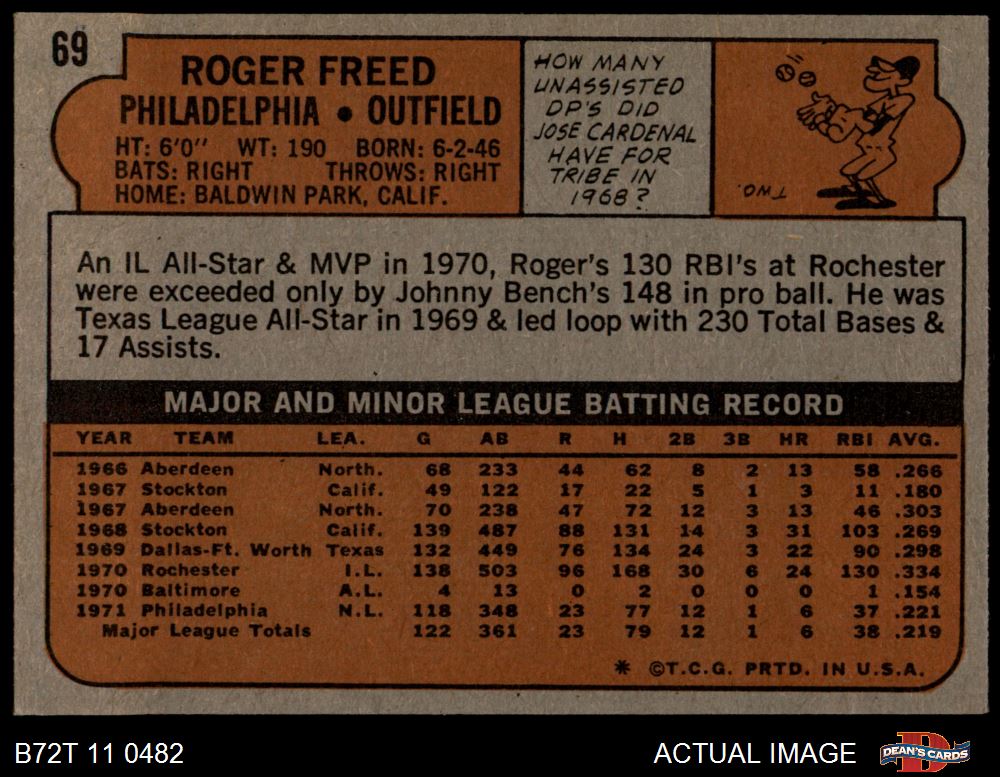 69
ROGER FREED
PHILADELPHIA • OUTFIELD
HT: 6'0" WT: 190 BORN: 6-2-46
BATS: RIGHT THROWS: RIGHT
HOME: BALDWIN PARK, CALIF.
HOW MANY
UNASSISTED
DP'S DID
JOSE CARDENAL
HAVE FOR
TRIBE IN
1968?
TWO.
An IL All-Star & MVP in 1970, Roger's 130 RBI's at Rochester
were exceeded only by Johnny Bench's 148 in pro ball. He was
Texas League All-Star in 1969 & led loop with 230 Total Bases &
17 Assists.
MAJOR AND MINOR LEAGUE BATTING RECORD
YEAR TEAM LEA. G AB R H 2B 3B HR RBI AVG.
1966 Aberdeen North. 68 233 44 62 8 2 13 58 .266
1967 Stockton Calif. 49 122 17 22 5 1 3 11 .180
1967 Aberdeen North. 70 238 47 72 12 3 13 46 .303
1968 Stockton Calif. 139 487 88 131 14 3 31 103 .269
1969 Dallas-Ft. Worth Texas 132 449 76 134 24 3 22 90 .298
1970 Rochester I.L. 138 503 96 168 30 6 24 130 .334
1970 Baltimore A.L. 4 13 0 2 0 0 0 1 .154
1971 Philadelphia N.L. 118 348 23 77 12 1 6 37 .221
Major League Totals 122 361 23 79 12 1 6 38 .219
* ©T.C.G. PRTD. IN U.S.A.
B72T 11 0482
ACTUAL IMAGE
DEAN'S CARDS